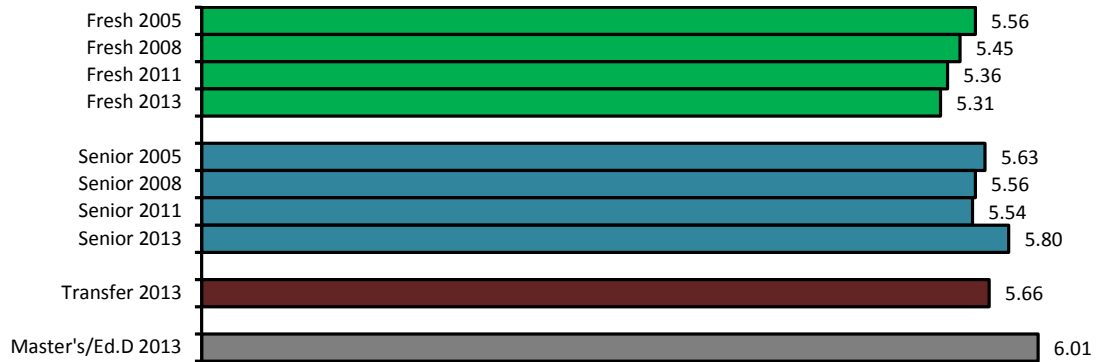 Fresh 2005 5.56
Fresh 2008 5.45
Fresh 2011 5.36
Fresh 2013 5.31
Senior 2005 5.63
Senior 2008 5.56
Senior 2011 5.54
Senior 2013 5.80
Transfer 2013 5.66
Master's/Ed.D 2013 6.01